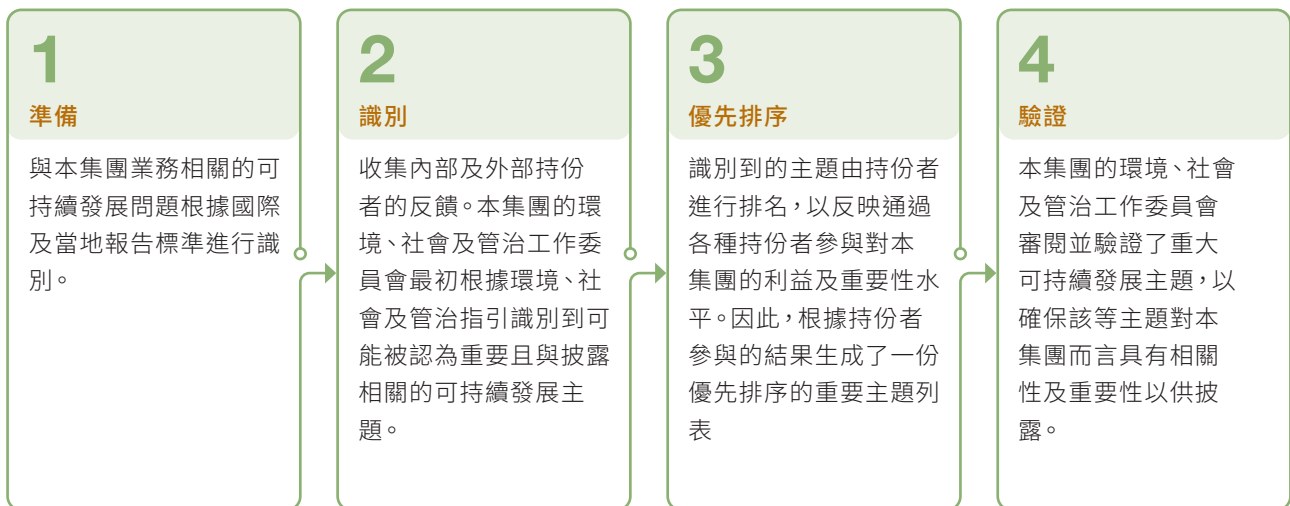 1
準備
與本集團業務相關的可
持續發展問題根據國際
及當地報告標準進行識
別。
2
識別
收集內部及外部持份
者的反饋。本集團的環
境、社會及管治工作委
員會最初根據環境、社
會及管治指引識別到可
能被認為重要且與披露
相關的可持續發展主
題。
3
優先排序
識別到的主題由持份者
進行排名，以反映通過
各種持份者參與對本
集團的利益及重要性水
平。因此，根據持份者
參與的結果生成了一份
優先排序的重要主題列
表
4
驗證
本集團的環境、社會
及管治工作委員會
審閱並驗證了重大
可持續發展主題，以
確保該等主題對本
集團而言具有相關
性及重要性以供披
露。